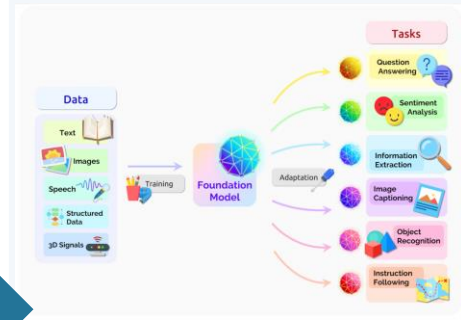 Tasks
Question
Answering
Data
Sentiment
Analysis
Text
Images
Information
Extraction
Speech
Training
Foundation
Model
Adaptation
Image
Captioning
Structured
Data
Object
Recognition
3D Signals
Instruction
Following